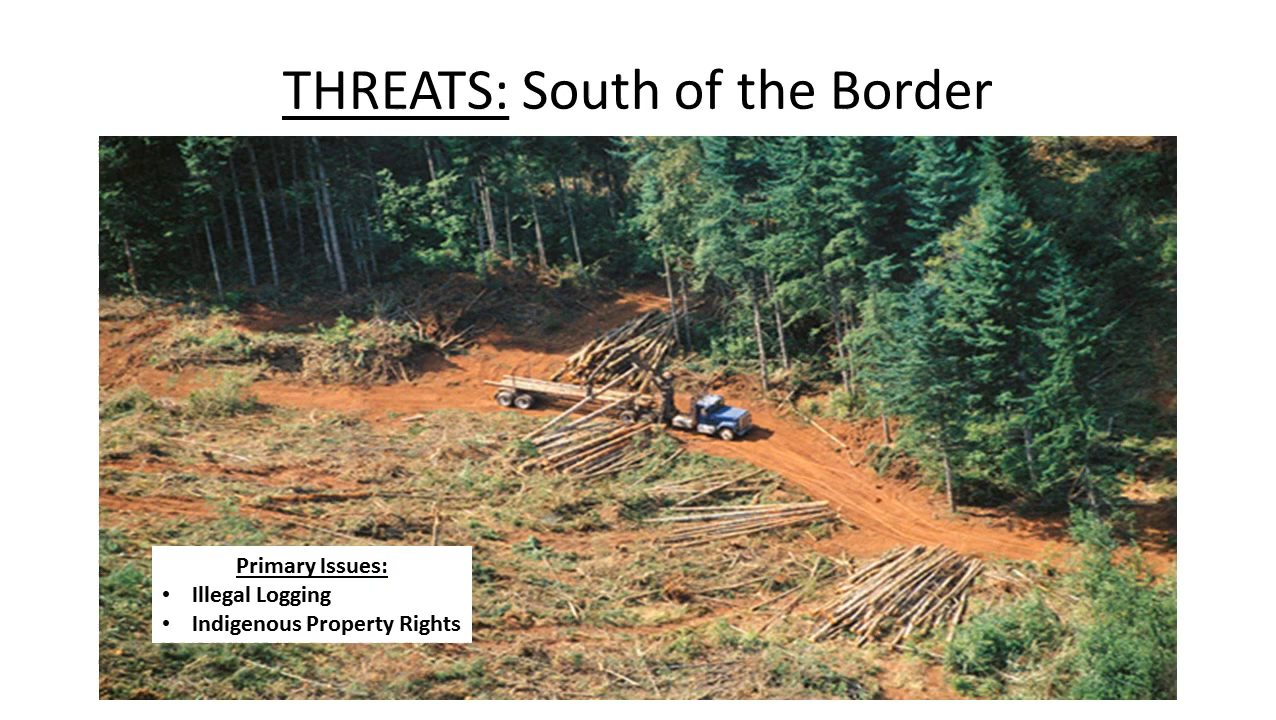 THREATS: South of the Border
Primary Issues:
• Illegal Logging
• Indigenous Property Rights